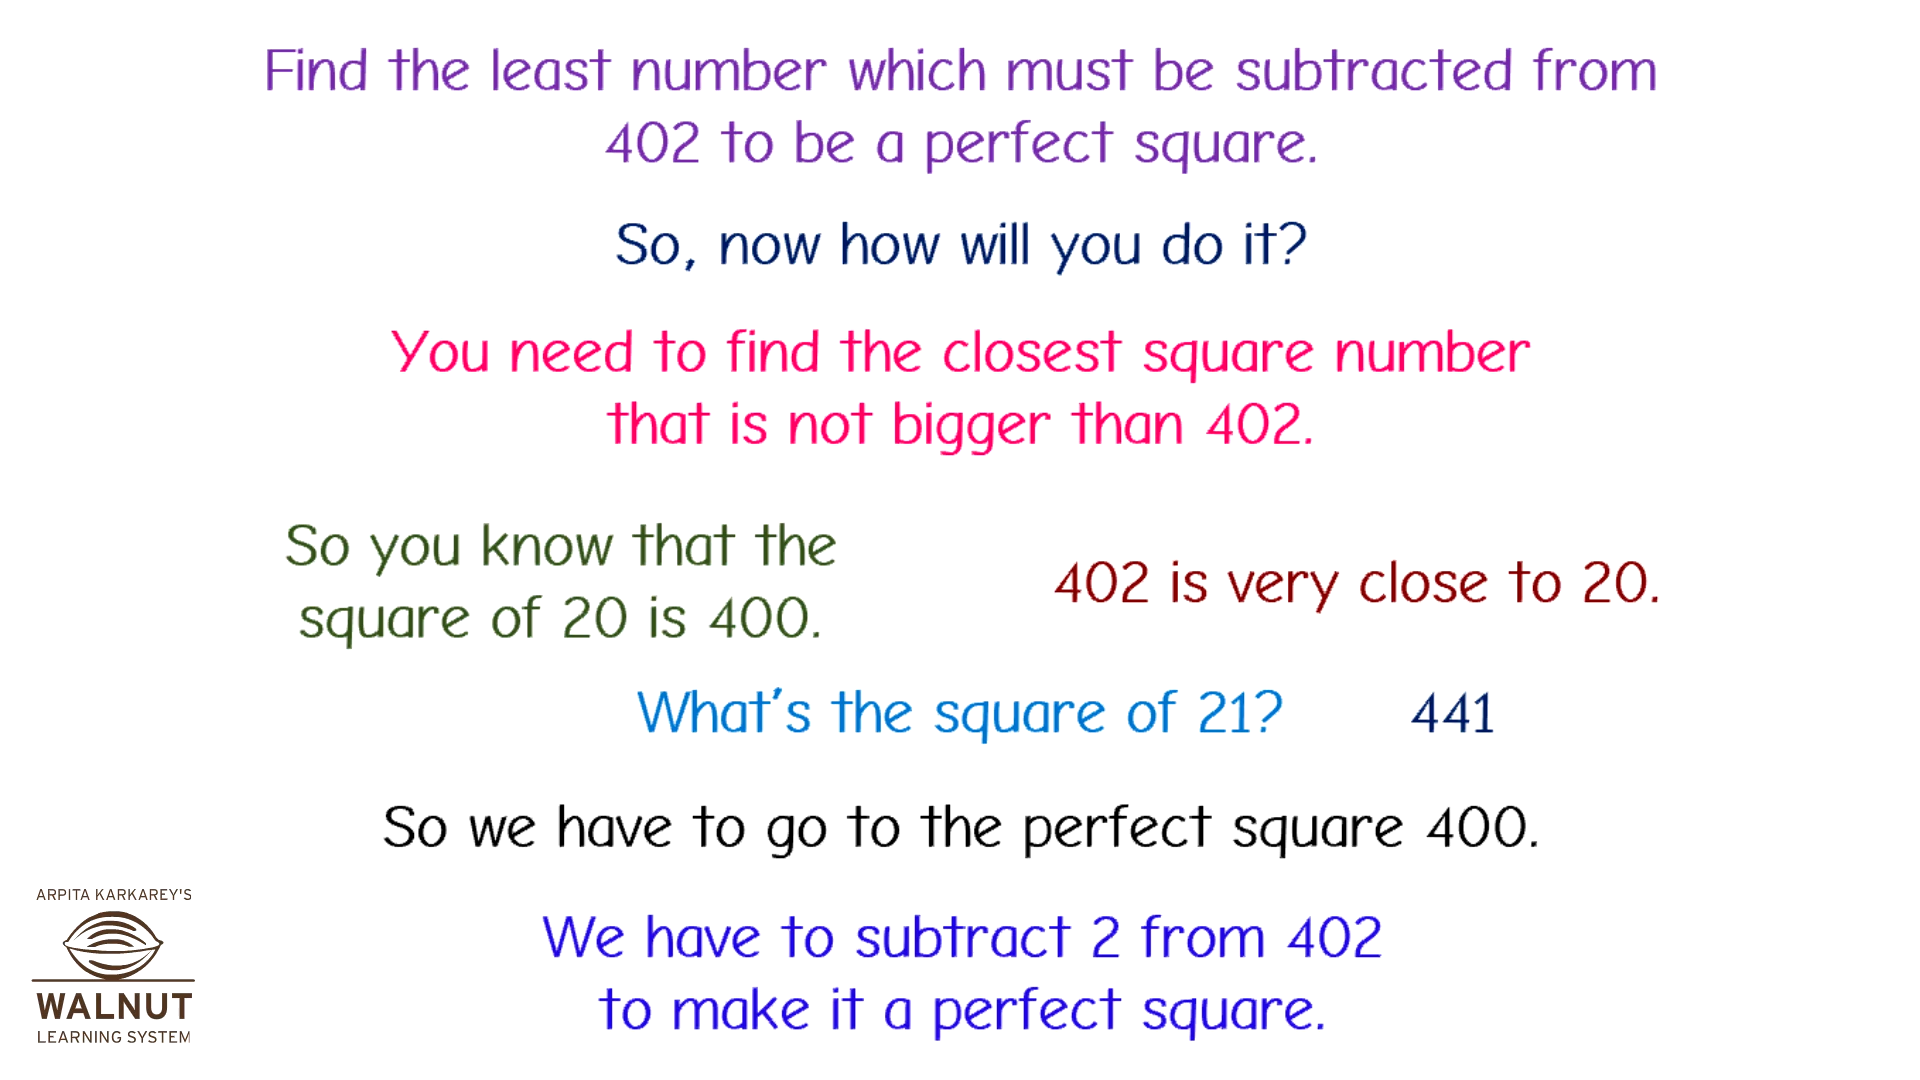 Find the least number which must be subtracted from
402 to be a perfect square.
So, now how will you do it?
You need to find the closest square number
that is not bigger than 402.
So you know that the
square of 20 is 400.
402 is very close to 20.
What's the square of 21?
441
So we have to go to the perfect square 400.
We have to subtract 2 from 402
to make it a perfect square.
ARPITA KARKAREY'S
WALNUT
LEARNING SYSTEM